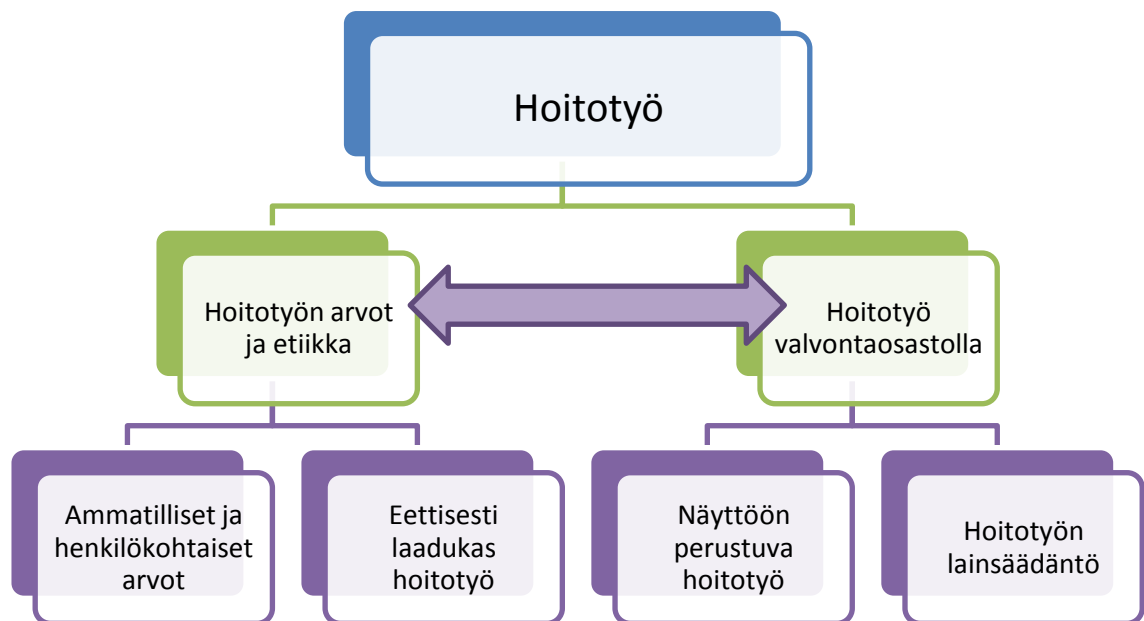 Hoitotyö
Hoitotyön arvot
ja etiikka
Hoitotyö
valvontaosastolla
Ammatilliset ja
henkilökohtaiset
arvot
Eettisesti
laadukas
hoitotyö
Näyttöön
perustuva
hoitotyö
Hoitotyön
lainsäädäntö